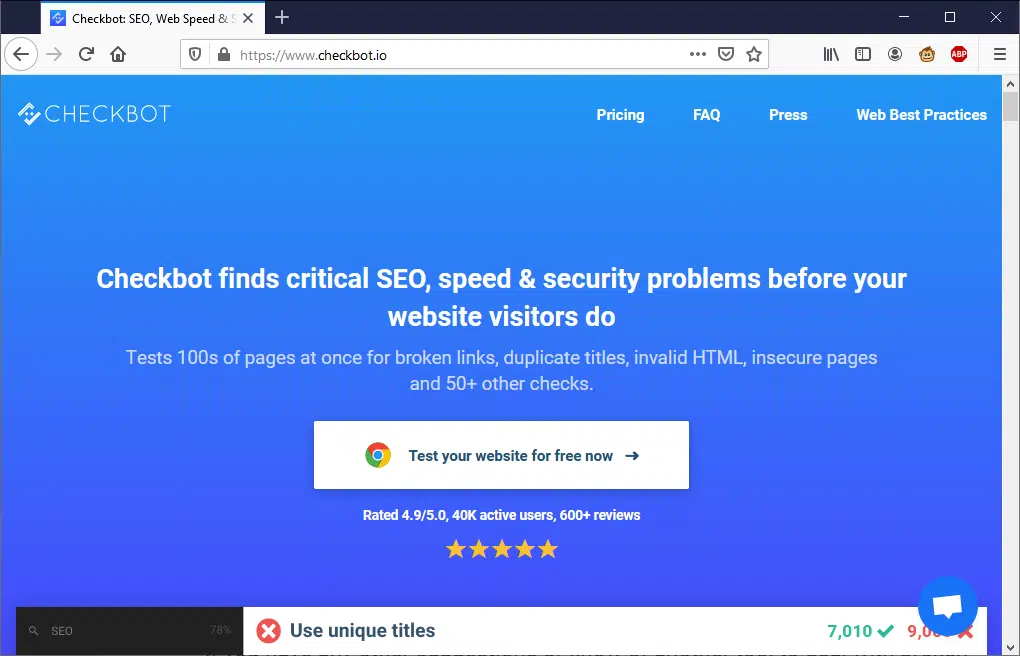 Checkbot: SEO, Web Speed & S
https://www.checkbot.io
ABP
CHECKBOT
Pricing
FAQ
Press
Web Best Practices
Checkbot finds critical SEO, speed & security problems before your
website visitors do
Tests 100s of pages at once for broken links, duplicate titles, invalid HTML, insecure pages
and 50+ other checks.
Test your website for free now →
Rated 4.9/5.0, 40K active users, 600+ reviews
SEO
78%
Use unique titles
7,010